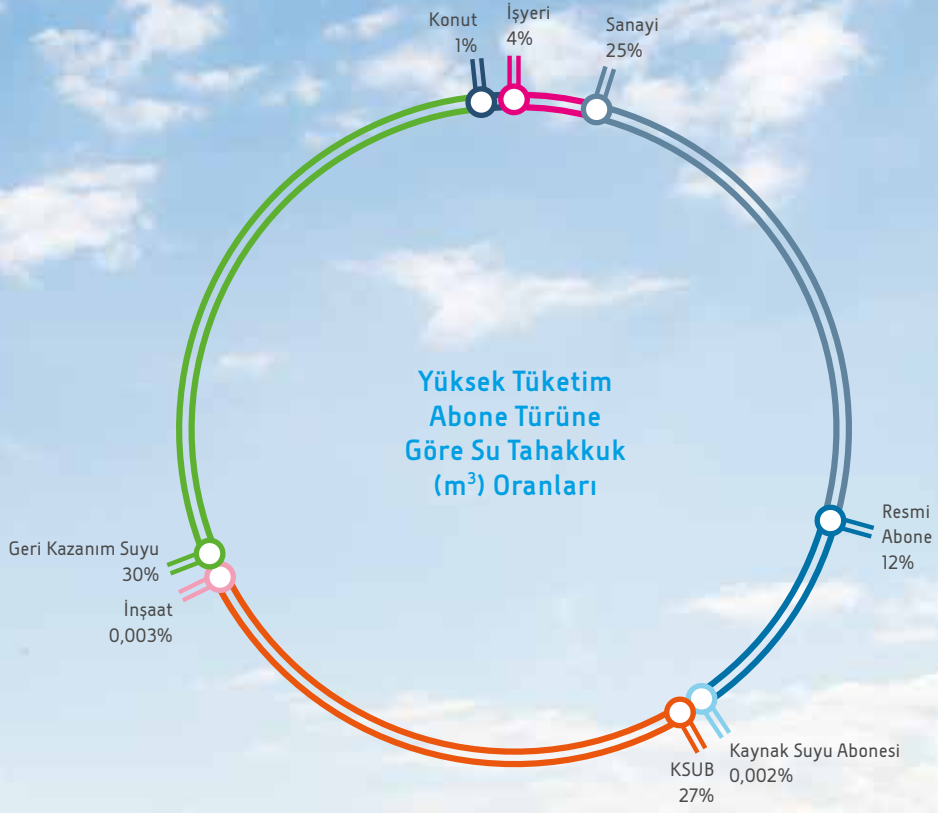 Konut
1%
İşyeri
4%
Sanayi
25%
Yüksek Tüketim
Abone Türüne
Göre Su Tahakkuk
(m³) Oranları
Resmi
Abone
12%
Geri Kazanım Suyu
30%
İnşaat
0,003%
Kaynak Suyu Abonesi
0,002%
KSUB
27%